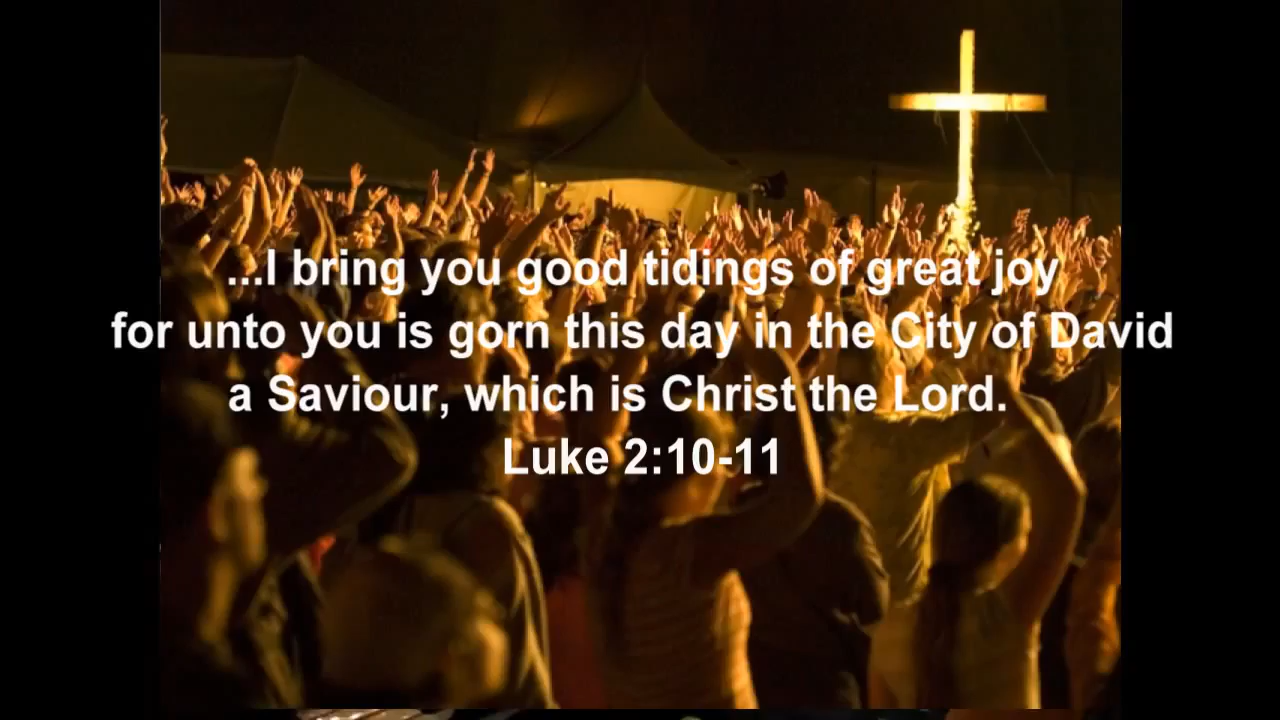 ...I bring you good tidings of great joy
for unto you is gorn this day in the City of David
a Saviour, which is Christ the Lord.
Luke 2:10-11